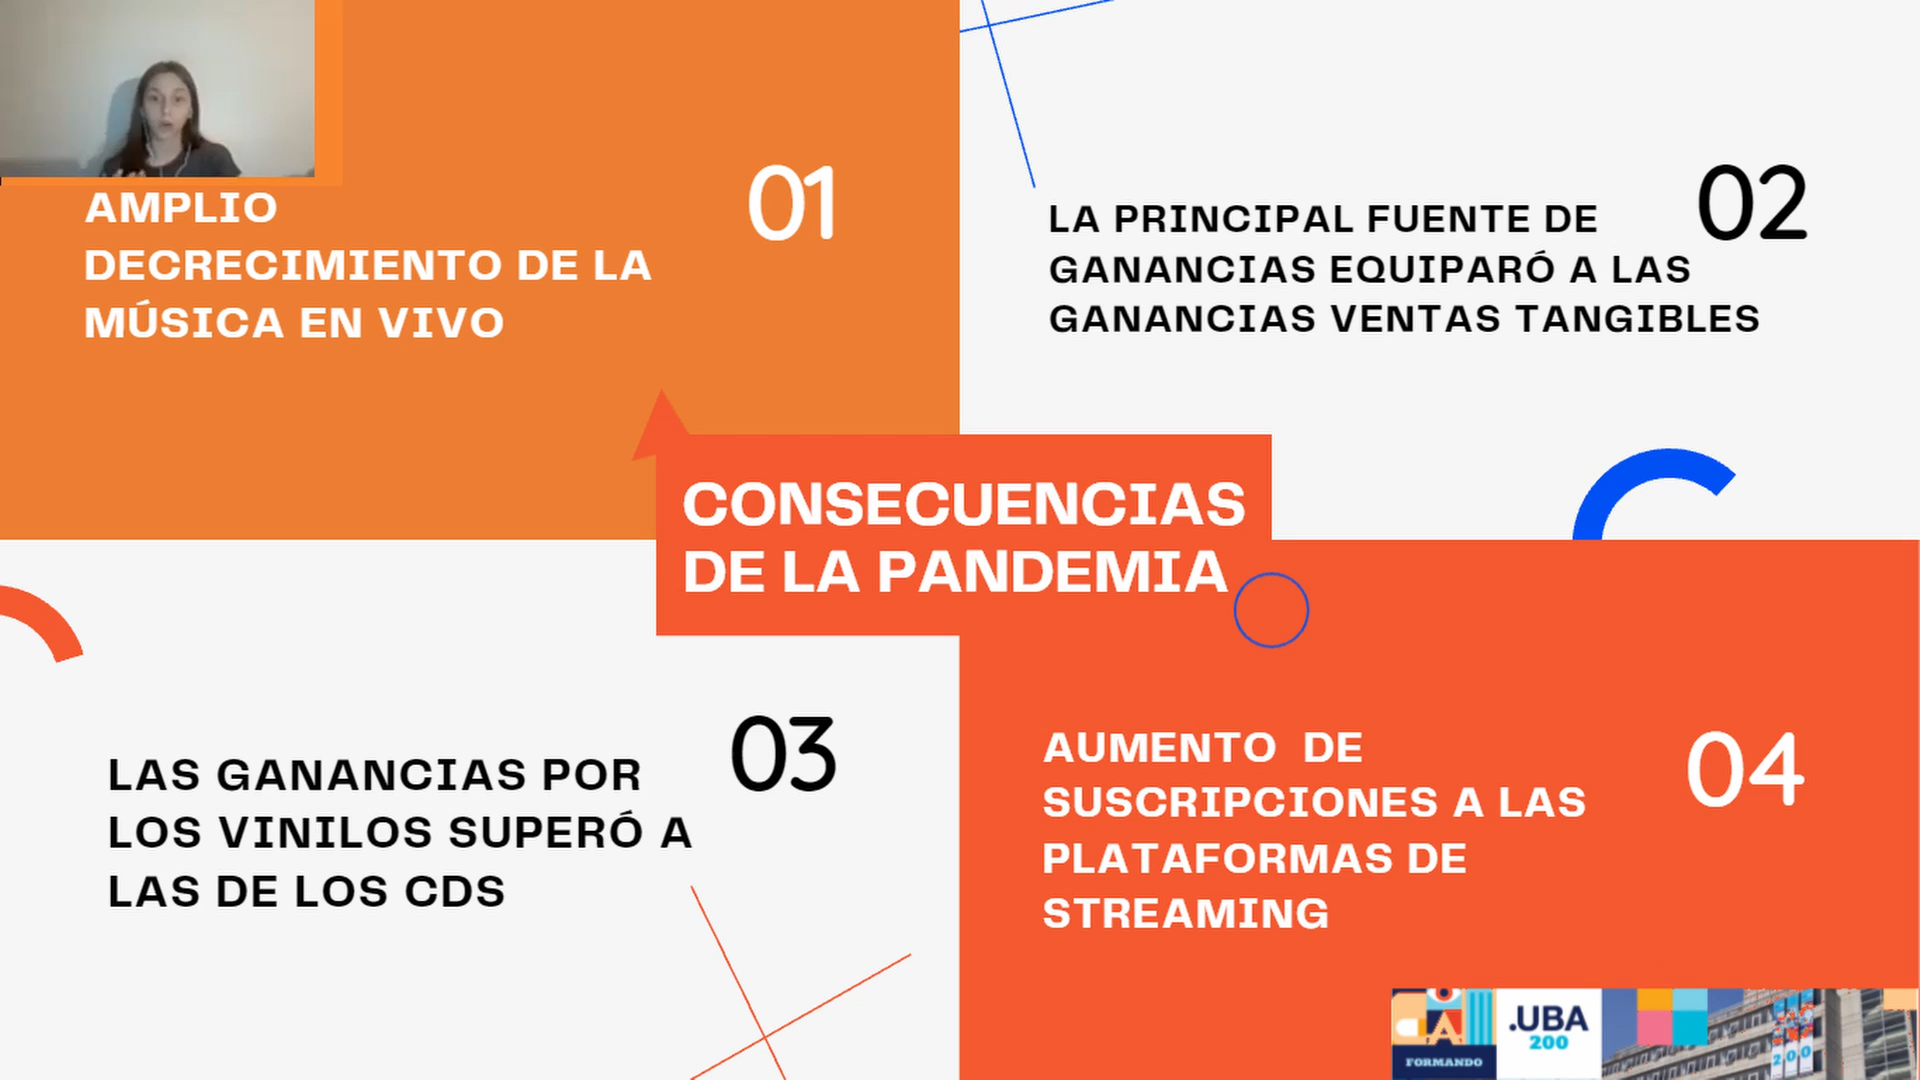 AMPLIO
DECRECIMIENTO DE LA
MÚSICA EN VIVO
01
LA PRINCIPAL FUENTE DE
GANANCIAS EQUIPARÓ A LAS
GANANCIAS VENTAS TANGIBLES
02
CONSECUENCIAS
DE LA PANDEMIA
LAS GANANCIAS POR
LOS VINILOS SUPERÓ A
LAS DE LOS CDS
03
AUMENTO DE
SUSCRIPCIONES A LAS
PLATAFORMAS DE
STREAMING
04
A
FORMANDO
.UBA
200
200